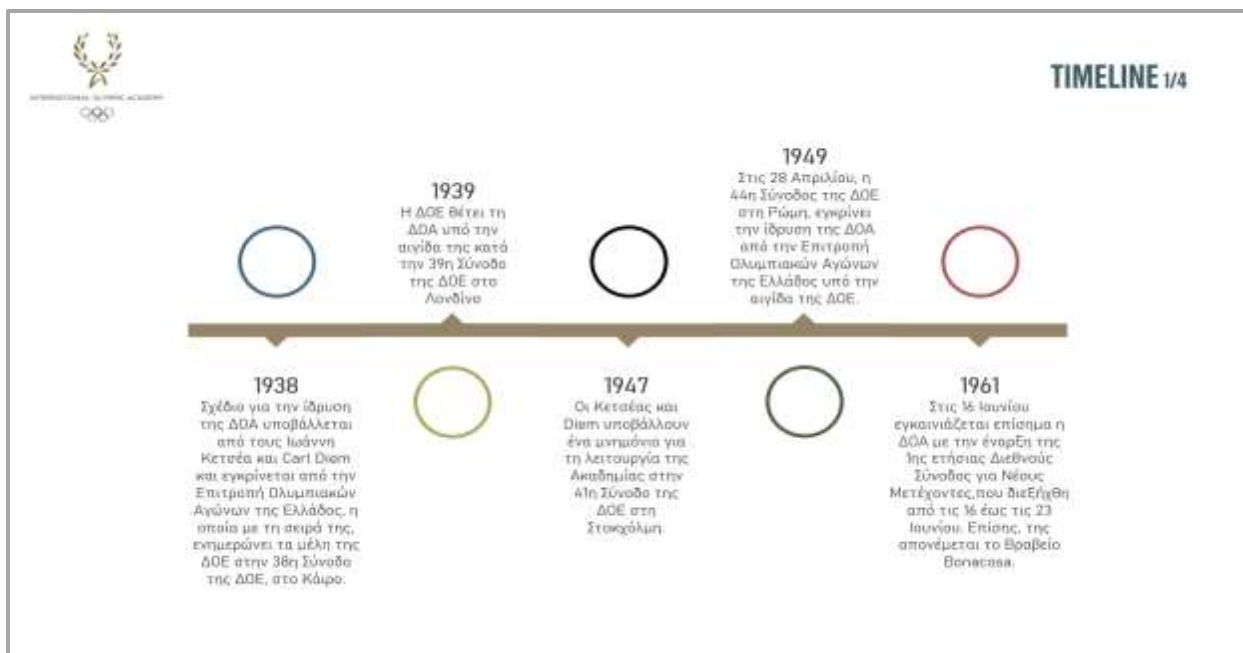 INTERNATIONAL OLYMPIC ACADEMY
TIMELINE 1/4
1938
Σχέδιο για την ίδρυση
της ΔΟΑ υποβάλλεται
από τους Ιωάννη
Κετσέα και Carl Diem
και εγκρίνεται από την
Επιτροπή Ολυμπιακών
Αγώνων της Ελλάδος, η
οποία με τη σειρά της,
ενημερώνει τα μέλη της
ΔΟΕ στην 38η Σύνοδο
της ΔΟΕ, στο Κάιρο.
1939
Η ΔΟΕ θέτει τη
ΔΟΑ υπό την
αιγίδα της κατά
την 39η Σύνοδο
της ΔΟΕ στο
Λονδίνο
1947
Οι Κετσέας και
Diem υποβάλλουν
ένα μνημόνιο για
τη λειτουργία της
Ακαδημίας στην
41η Σύνοδο της
ΔΟΕ στη
Στοκχόλμη.
1949
Στις 28 Απριλίου, η
44η Σύνοδος της ΔΟΕ
στη Ρώμη, εγκρίνει
την ίδρυση της ΔΟΑ
από την Επιτροπή
Ολυμπιακών Αγώνων
της Ελλάδος υπό την
αιγίδα της ΔΟΕ.
1961
Στις 16 Ιουνίου
εγκαινιάζεται επίσημα η
ΔΟΑ με την έναρξη της
1ης ετήσιας Διεθνούς
Σύνοδος για Νέους
Μετέχοντες,που διεξήχθη
από τις 16 έως τις 23
Ιουνίου. Επίσης, της
απονέμεται το Βραβείο
Bonacosa.